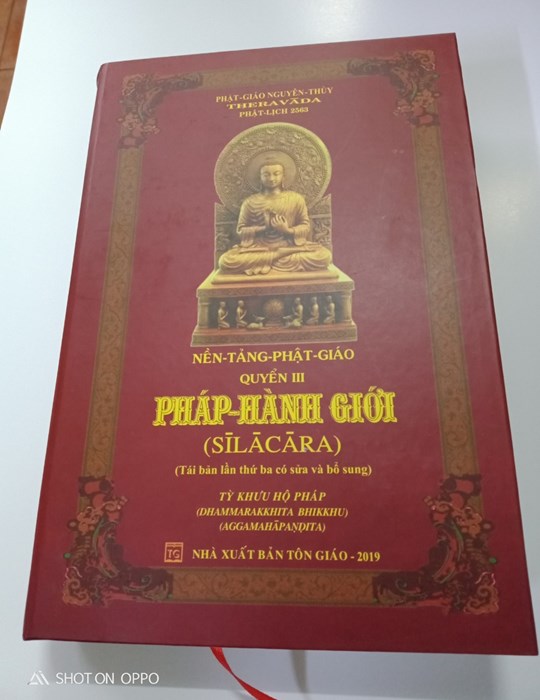 PHẬT-GIÁO NGUYÊN-THỦY
THERAVĀDA
PHẬT-LỊCH 2563
NỀN-TẢNG-PHẬT-GIÁO
QUYỂN III
PHÁP-HÀNH GIỚI
(SĪLĀCĀRA)
(Tái bản lần thứ ba có sửa và bổ sung)
TỲ KHƯU HỘ PHÁP
(DHAMMARAKKHITA BHIKKHU)
(AGGAMAHĀPAṆḌITA)
TG NHÀ XUẤT BẢN TÔN GIÁO - 2019
SHOT ON OPPO